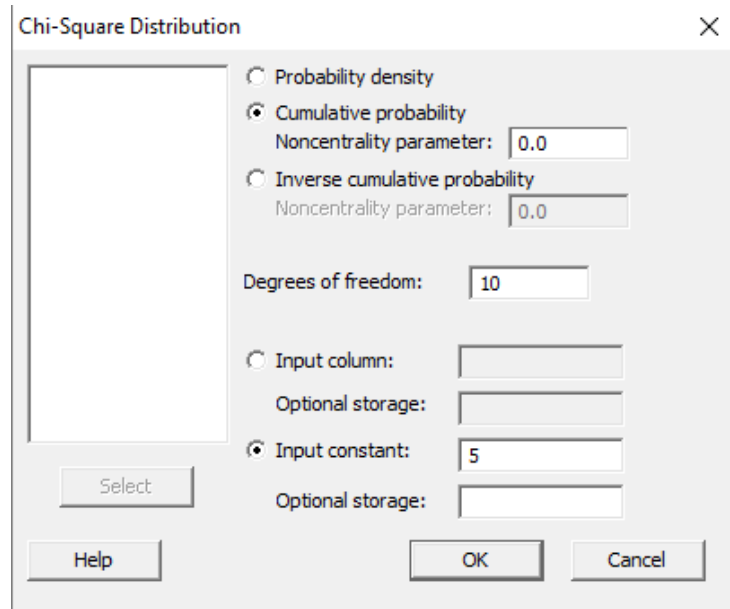 Chi-Square Distribution
Probability density
Cumulative probability
Noncentrality parameter: 0.0
Inverse cumulative probability
Noncentrality parameter: 0.0
Degrees of freedom: 10
Input column:
Optional storage:
Input constant: 5
Optional storage:
Select
Help OK Cancel